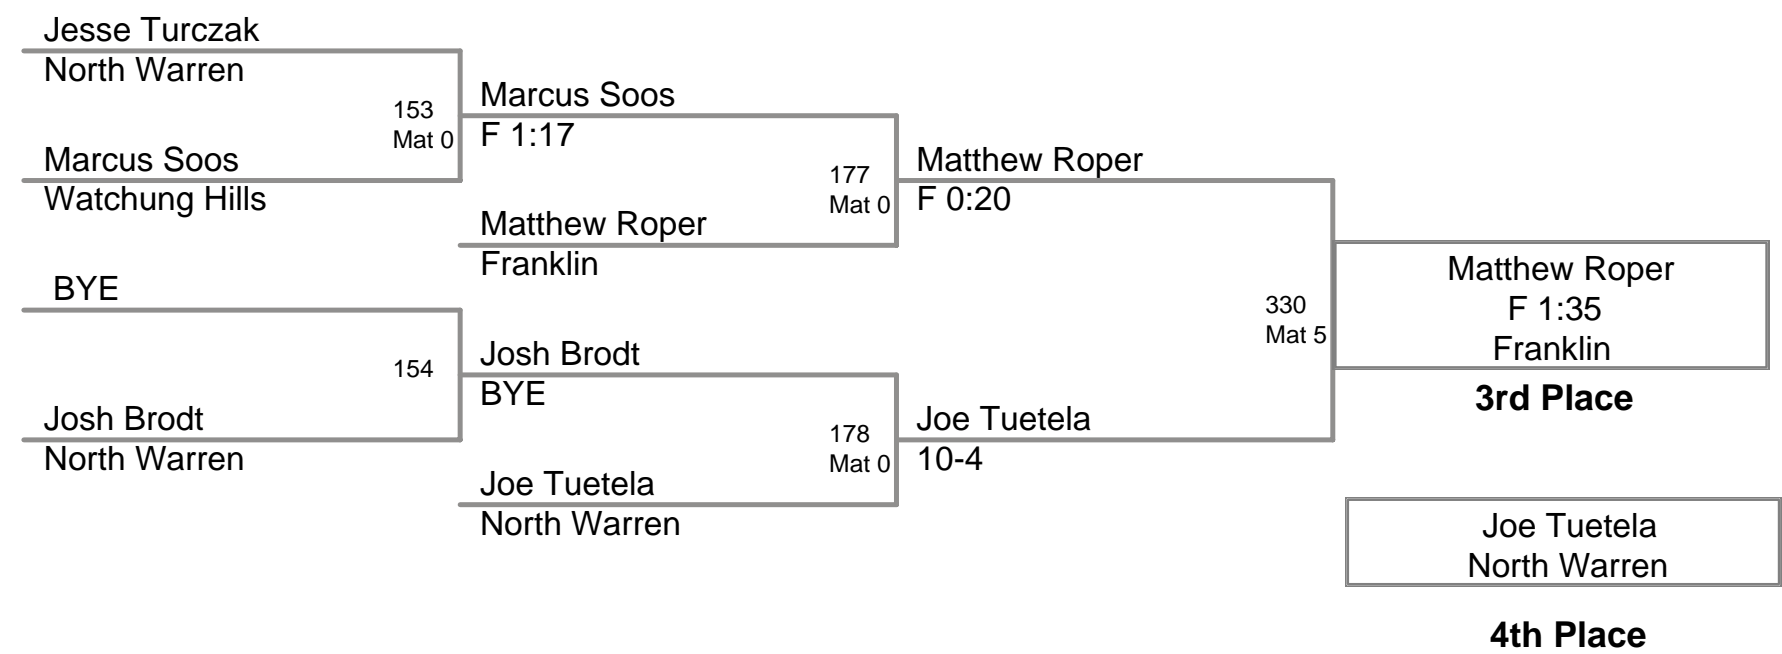 Jesse Turczak
North Warren
153
Mat 0
Marcus Soos
Watchung Hills
BYE
154
Josh Brodt
North Warren
Marcus Soos
F 1:17
177
Mat 0
Matthew Roper
Franklin
Josh Brodt
BYE
178
Mat 0
Joe Tuetela
North Warren
Matthew Roper
F 0:20
330
Mat 5
Joe Tuetela
10-4
Matthew Roper
F 1:35
Franklin
3rd Place
Joe Tuetela
North Warren
4th Place